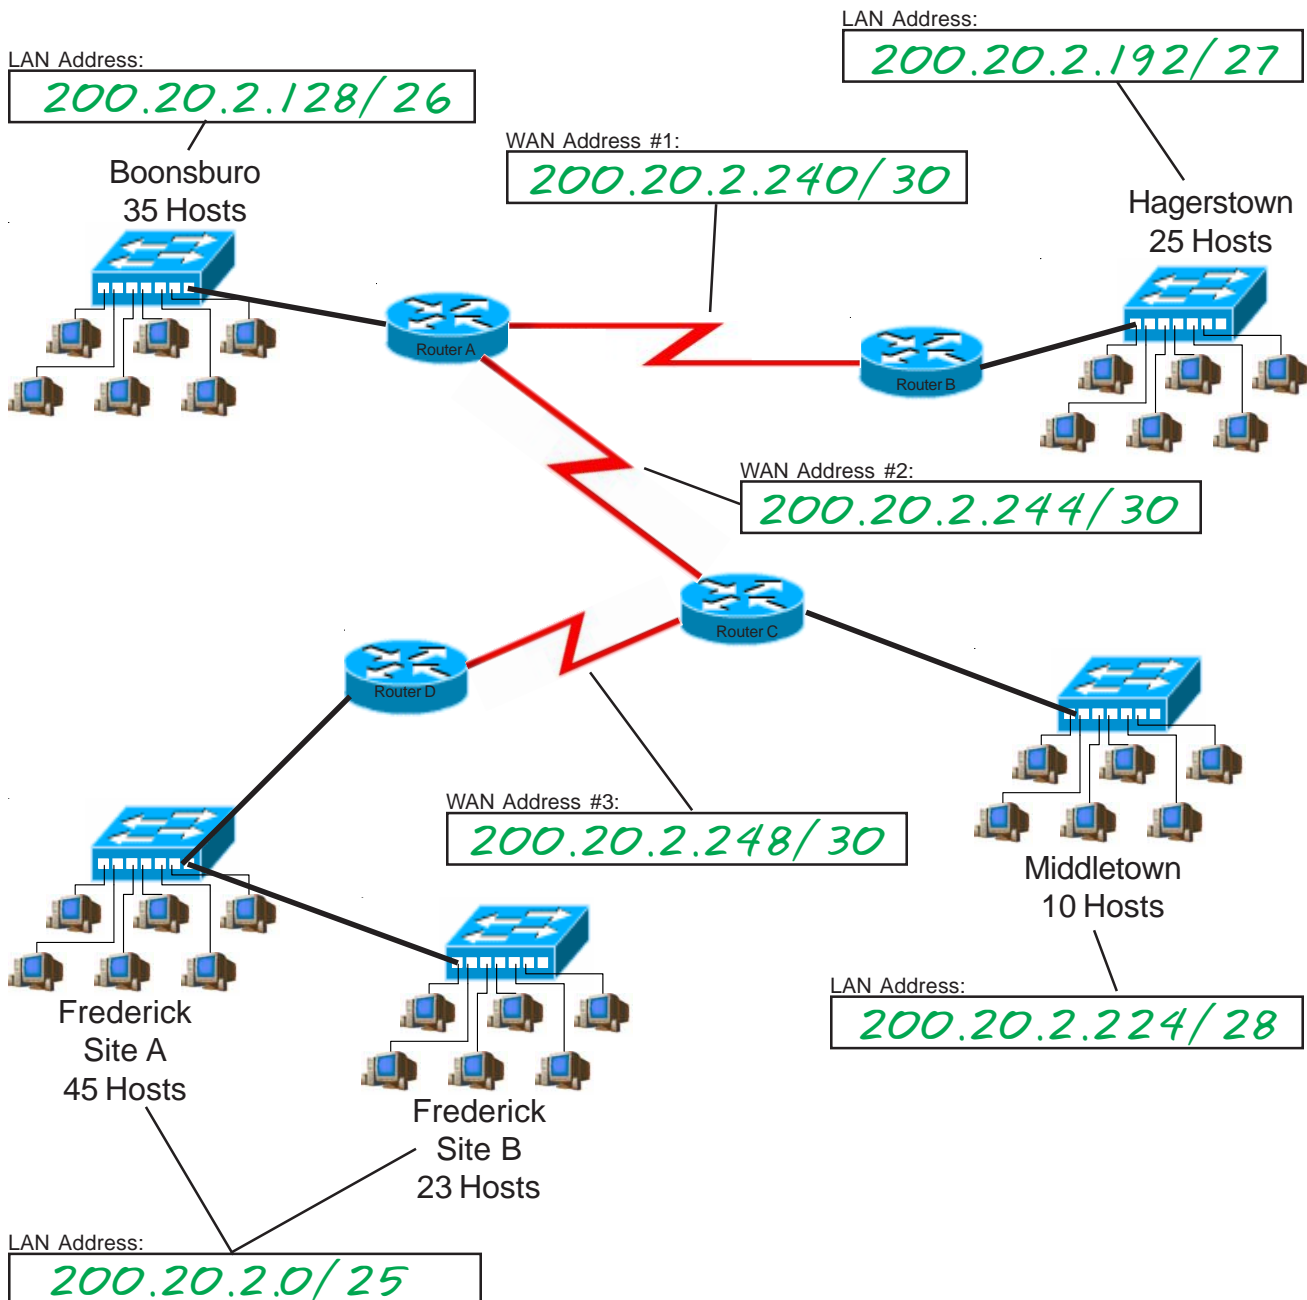 LAN Address:
200.20.2.192/27
LAN Address:
200.20.2.128/26
WAN Address #1:
200.20.2.240/30
Boonsburo
35 Hosts
Hagerstown
25 Hosts
Router A
Router B
WAN Address #2:
200.20.2.244/30
Router C
Router D
WAN Address #3:
200.20.2.248/30
Middletown
10 Hosts
LAN Address:
200.20.2.224/28
Frederick
Site A
45 Hosts
Frederick
Site B
23 Hosts
LAN Address:
200.20.2.0/25